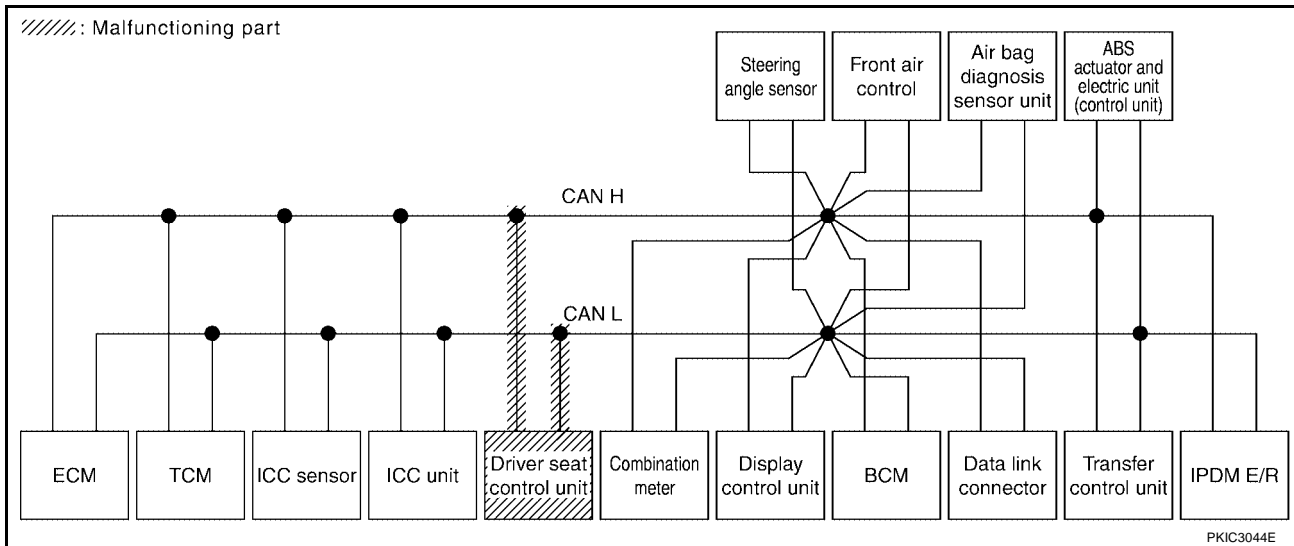 : Malfunctioning part
Steering
angle sensor
Front air
control
Air bag
diagnosis
sensor unit
ABS
actuator and
electric unit
(control unit)
CAN H
CAN L
ECM
TCM
ICC sensor
ICC unit
Driver seat
control unit
Combination
meter
Display
control unit
BCM
Data link
connector
Transfer
control unit
IPDM E/R
PKIC3044E